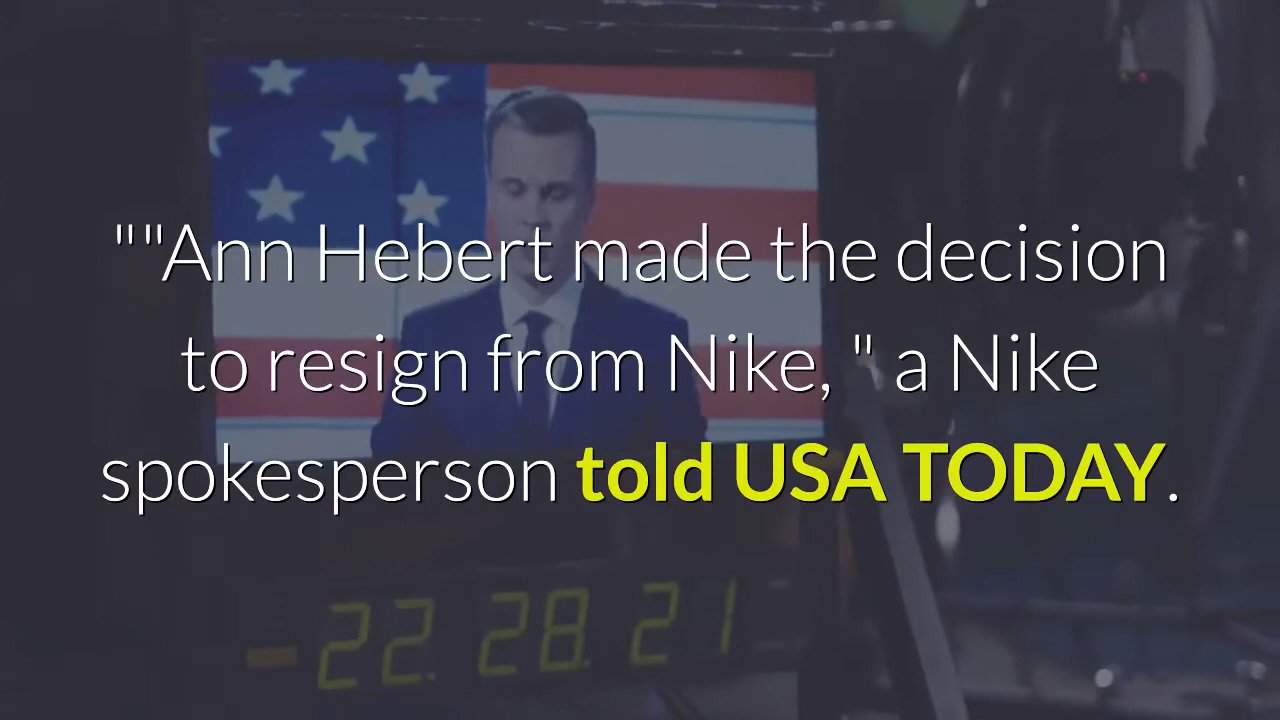 ""Ann Hebert made the decision
to resign from Nike, " a Nike
spokesperson told USA TODAY.
22. 28. 21